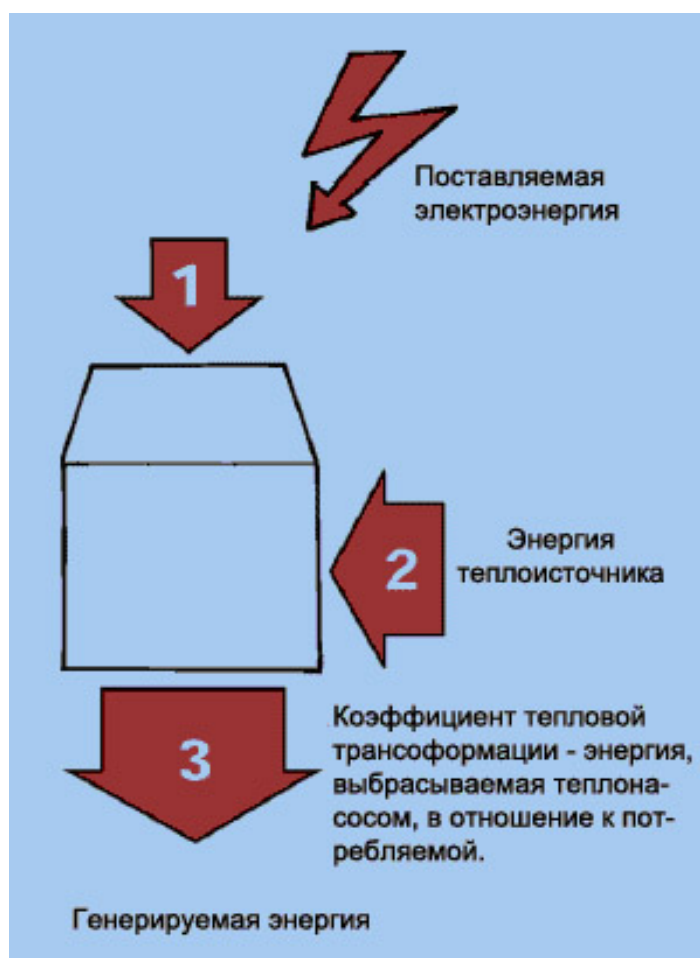 Поставляемая
электроэнергия
1
2
Энергия
теплоисточника
3
Коэффициент тепловой
трансоформации - энергия,
выбрасываемая теплона-
сосом, в отношение к пот-
ребляемой.
Генерируемая энергия